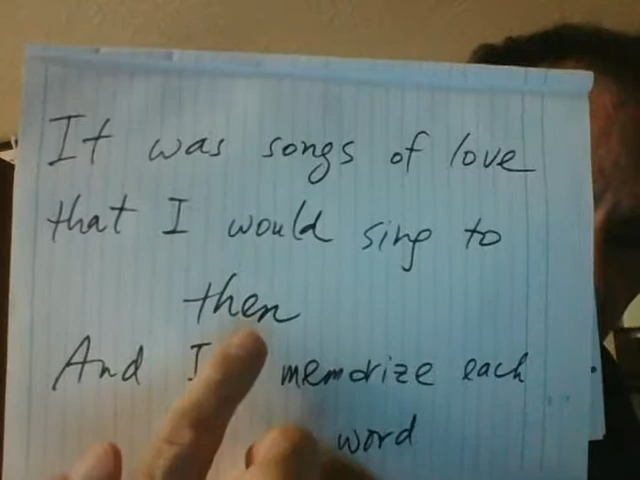 It was songs of love
that I would sing to
then
And I memorize each
word